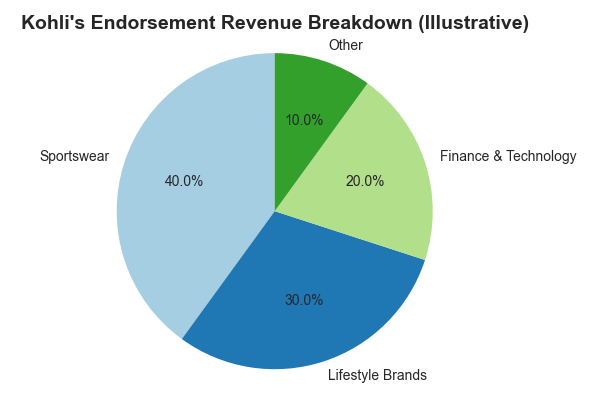 Kohli's Endorsement Revenue Breakdown (Illustrative)
Other
10.0%
Sportswear
Finance & Technology
40.0%
20.0%
30.0%
Lifestyle Brands